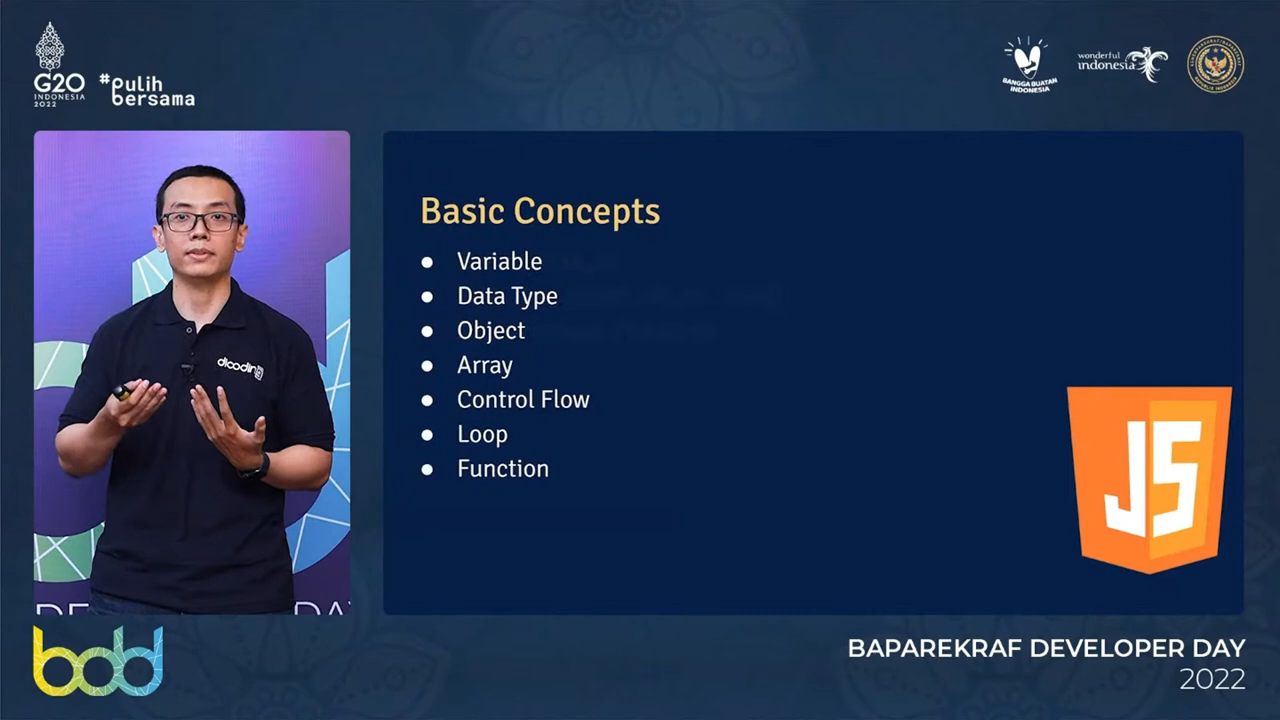 G20
INDONESIA
2022
#pulih
bersama
BANGGA BUATAN
INDONESIA
wonderful
indonesia
dicoding
Basic Concepts
● Variable
● Data Type
● Object
● Array
● Control Flow
● Loop
● Function
JS
bdd
BAPAREKRAF DEVELOPER DAY
2022